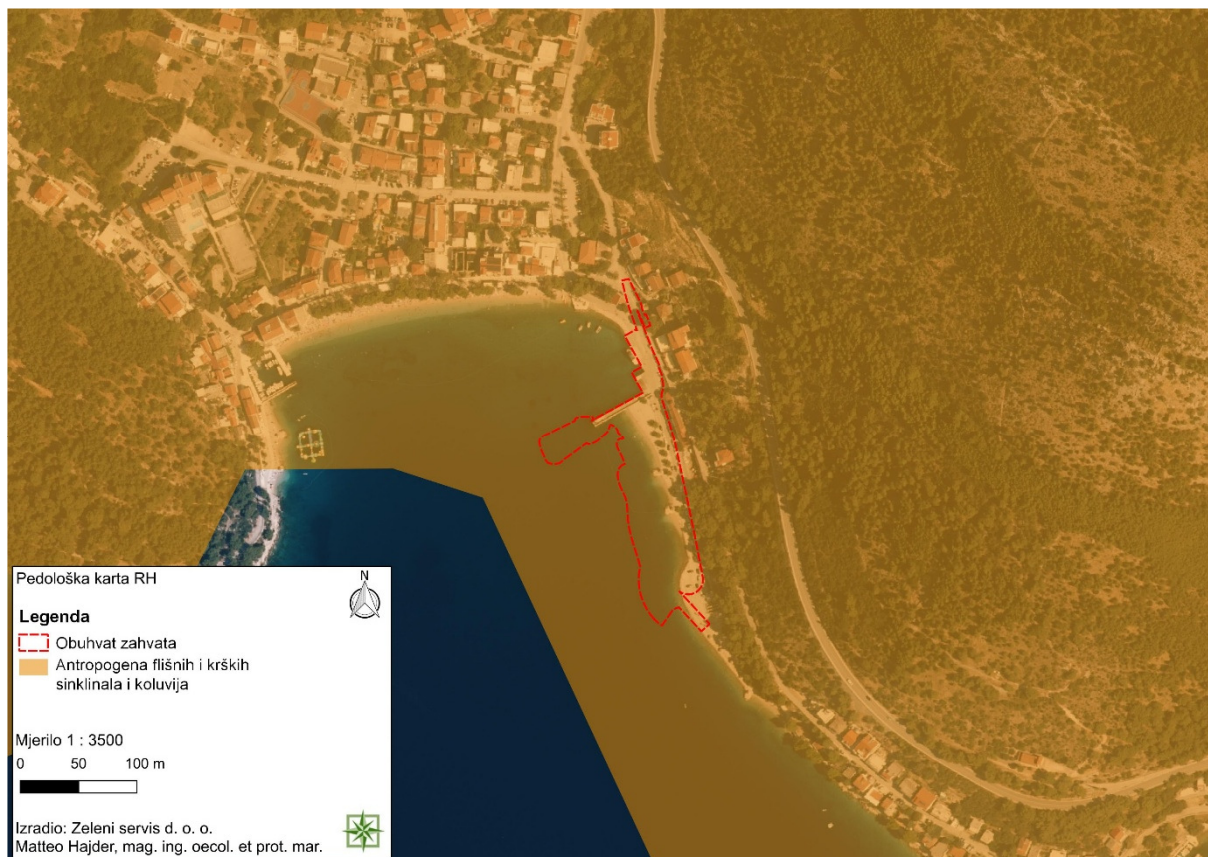 Pedološka karta RH
N
Legenda
Obuhvat zahvata
Antropogena flišnih i krških
sinklinala i koluvija
Mjerilo 1 : 3500
0 50 100 m
Izradio: Zeleni servis d. o. o.
Matteo Hajder, mag. ing. oecol. et prot. mar.